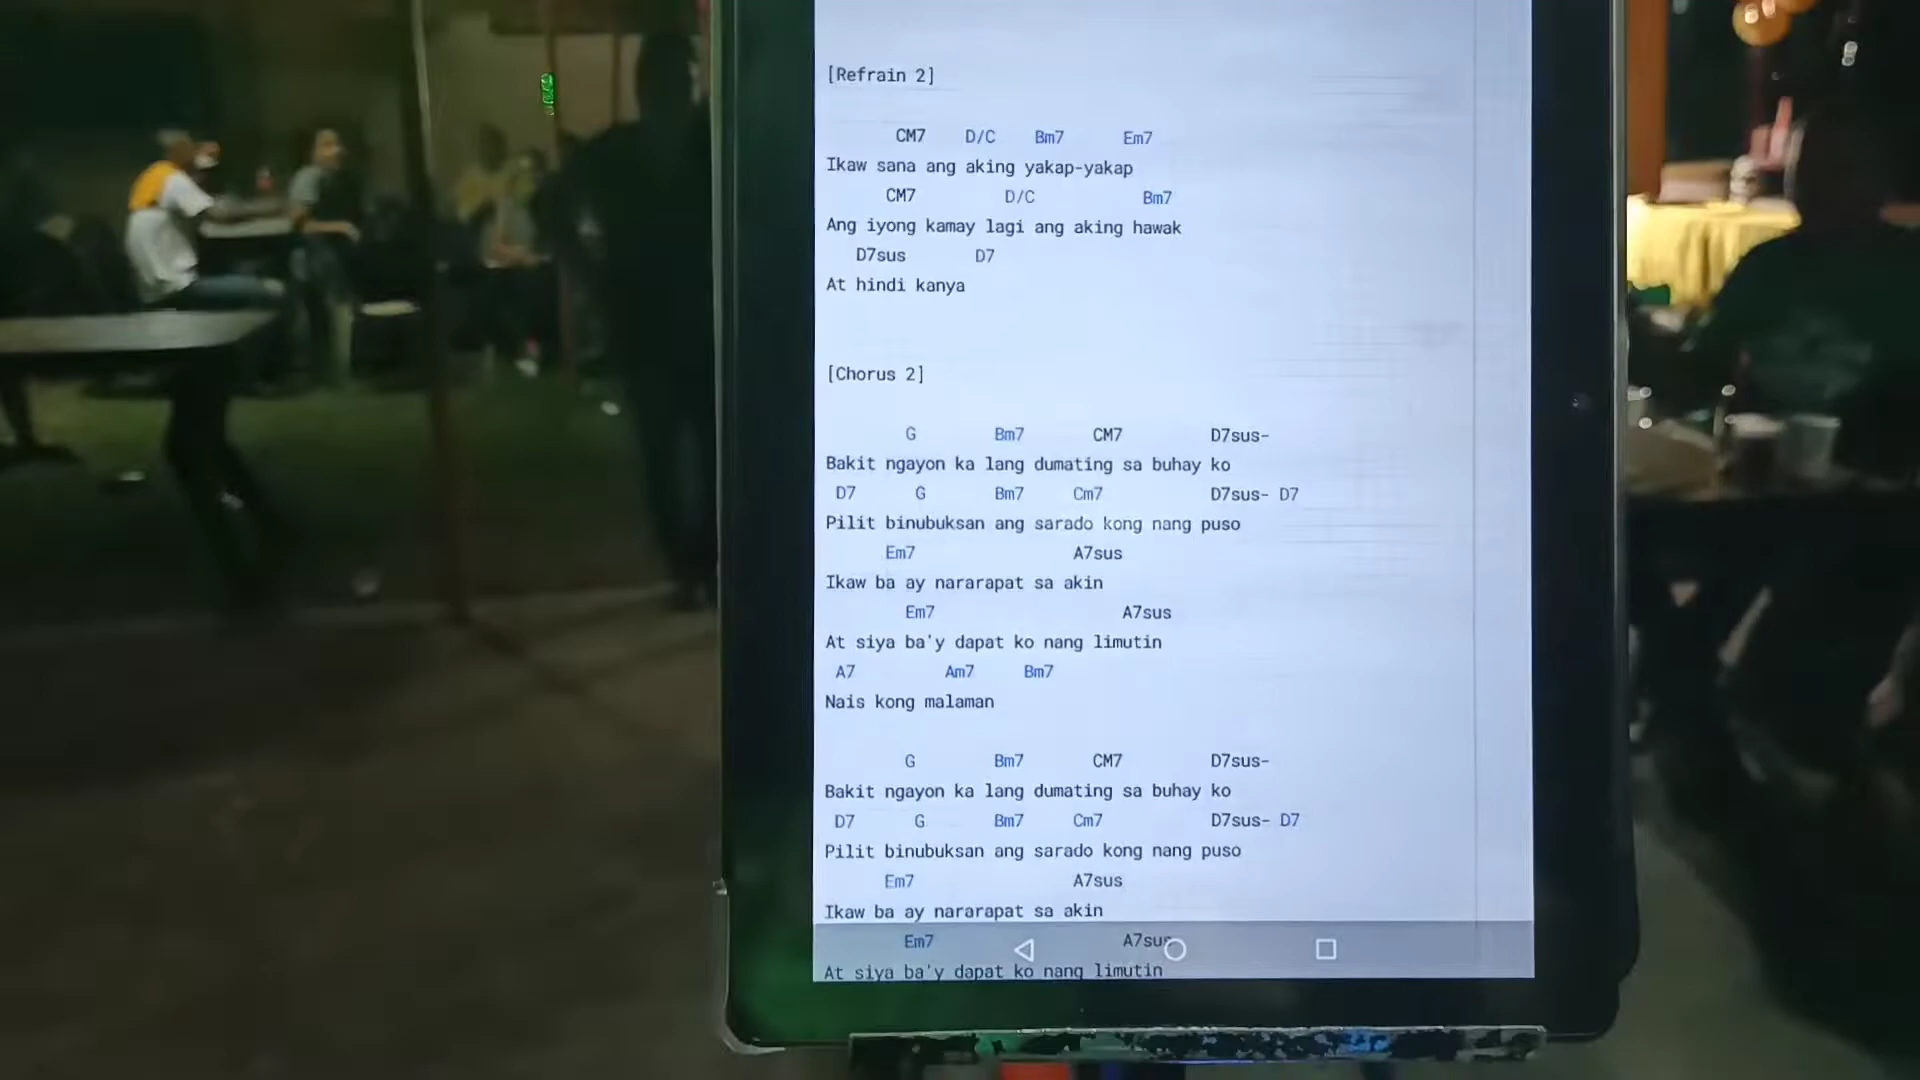 [Refrain 2]
CM7 D/C Bm7 Em7
Ikaw sana ang aking yakap-yakap
CM7 D/C Bm7
Ang iyong kamay lagi ang aking hawak
D7sus D7
At hindi kanya
[Chorus 2]
G Bm7 CM7 D7sus-
Bakit ngayon ka lang dumating sa buhay ko
D7 G Bm7 Cm7 D7sus- D7
Pilit binubuksan ang sarado kong nang puso
Em7 A7sus
Ikaw ba ay nararapat sa akin
Em7 A7sus
At siya ba'y dapat ko nang limutin
A7 Am7 Bm7
Nais kong malaman
G Bm7 CM7 D7sus-
Bakit ngayon ka lang dumating sa buhay ko
D7 G Bm7 Cm7 D7sus- D7
Pilit binubuksan ang sarado kong nang puso
Em7 A7sus
Ikaw ba ay nararapat sa akin
Em7 A7sus
At siya ba'y dapat ko nang limutin